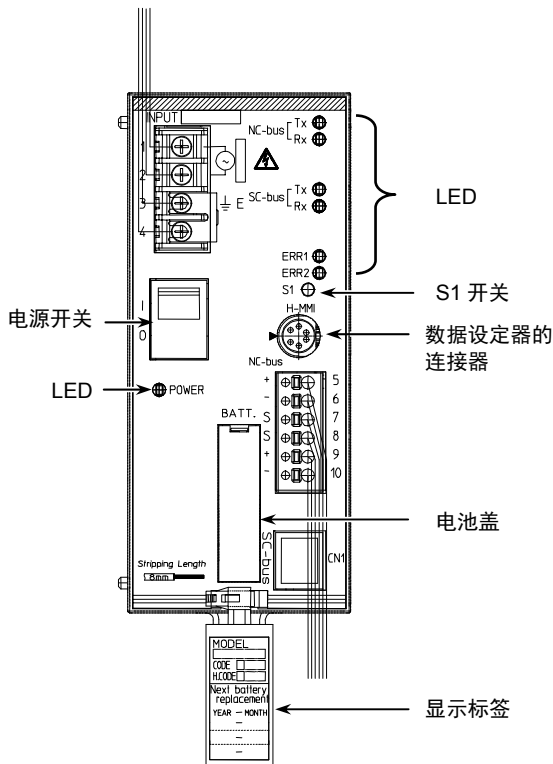 INPUT
1
2
3
4
E
NC-bus
Tx
Rx
SC-bus
Tx
Rx
ERR1
ERR2
S1
H-MMI
LED
S1 开关
数据设定器的
连接器
电源开关
I
O
LED
POWER
NC-bus
+ 5
- 6
S 7
S 8
+ 9
- 10
BATT.
电池盖
SC-bus
CN1
Stripping Length
8mm
MODEL
CODE
H.CODE
Next battery
replacement
YEAR - MONTH
-
-
-
显示标签